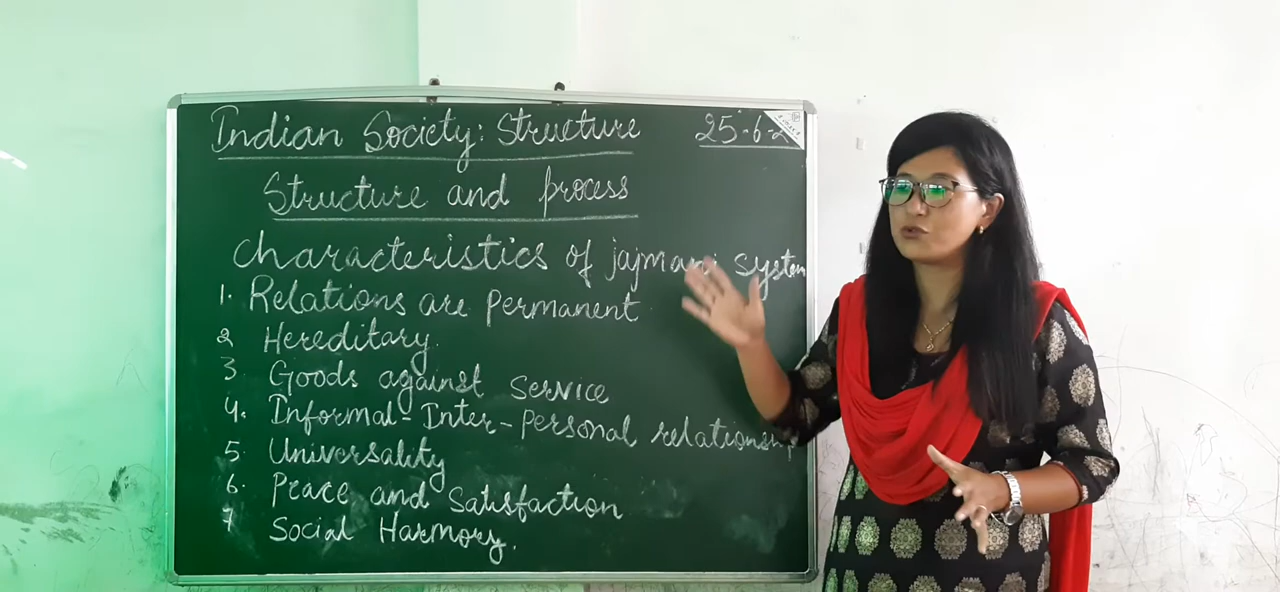 Indian Society: Structure 25-6-2
Structure and process
Characteristics of jajmani system
1. Relations are permanent
2 Hereditary.
3 Goods against service
4. Informal-Inter-personal relationship
5 Universality
6. Peace and Satisfaction
7 Social Harmony.